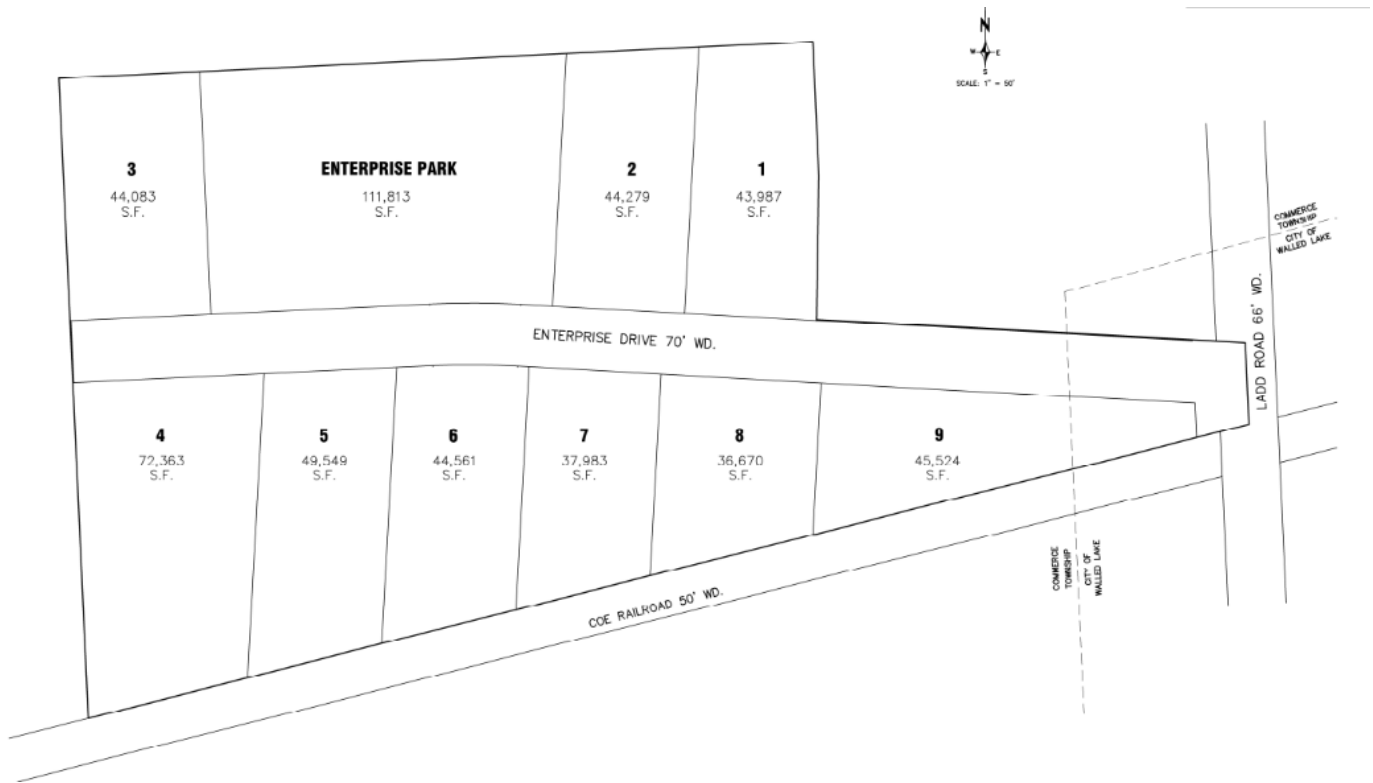 N
W E
S
SCALE: 1" = 50'
3
44,083
S.F.
ENTERPRISE PARK
111,813
S.F.
2
44,279
S.F.
1
43,987
S.F.
COMMERCE
TOWNSHIP
CITY OF
WALLED LAKE
ENTERPRISE DRIVE 70' WD.
LADD ROAD 66' WD.
4
72,363
S.F.
5
49,549
S.F.
6
44,561
S.F.
7
37,983
S.F.
8
36,670
S.F.
9
45,524
S.F.
COMMERCE
TOWNSHIP
CITY OF
WALLED LAKE
COE RAILROAD 50' WD.